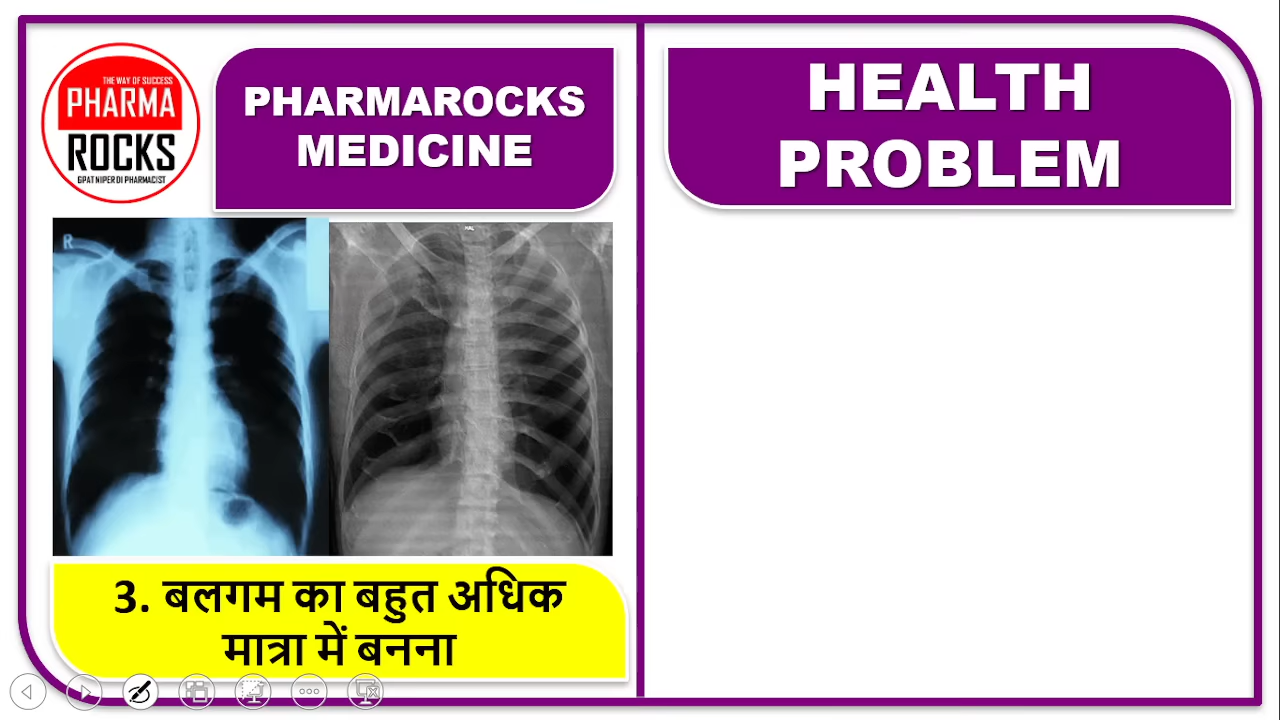 THE WAY OF SUCCESS
PHARMA
ROCKS
GPAT NIPER DI PHARMACIST
PHARMAROCKS
MEDICINE
HEALTH
PROBLEM
R
3. बलगम का बहुत अधिक
मात्रा में बनना